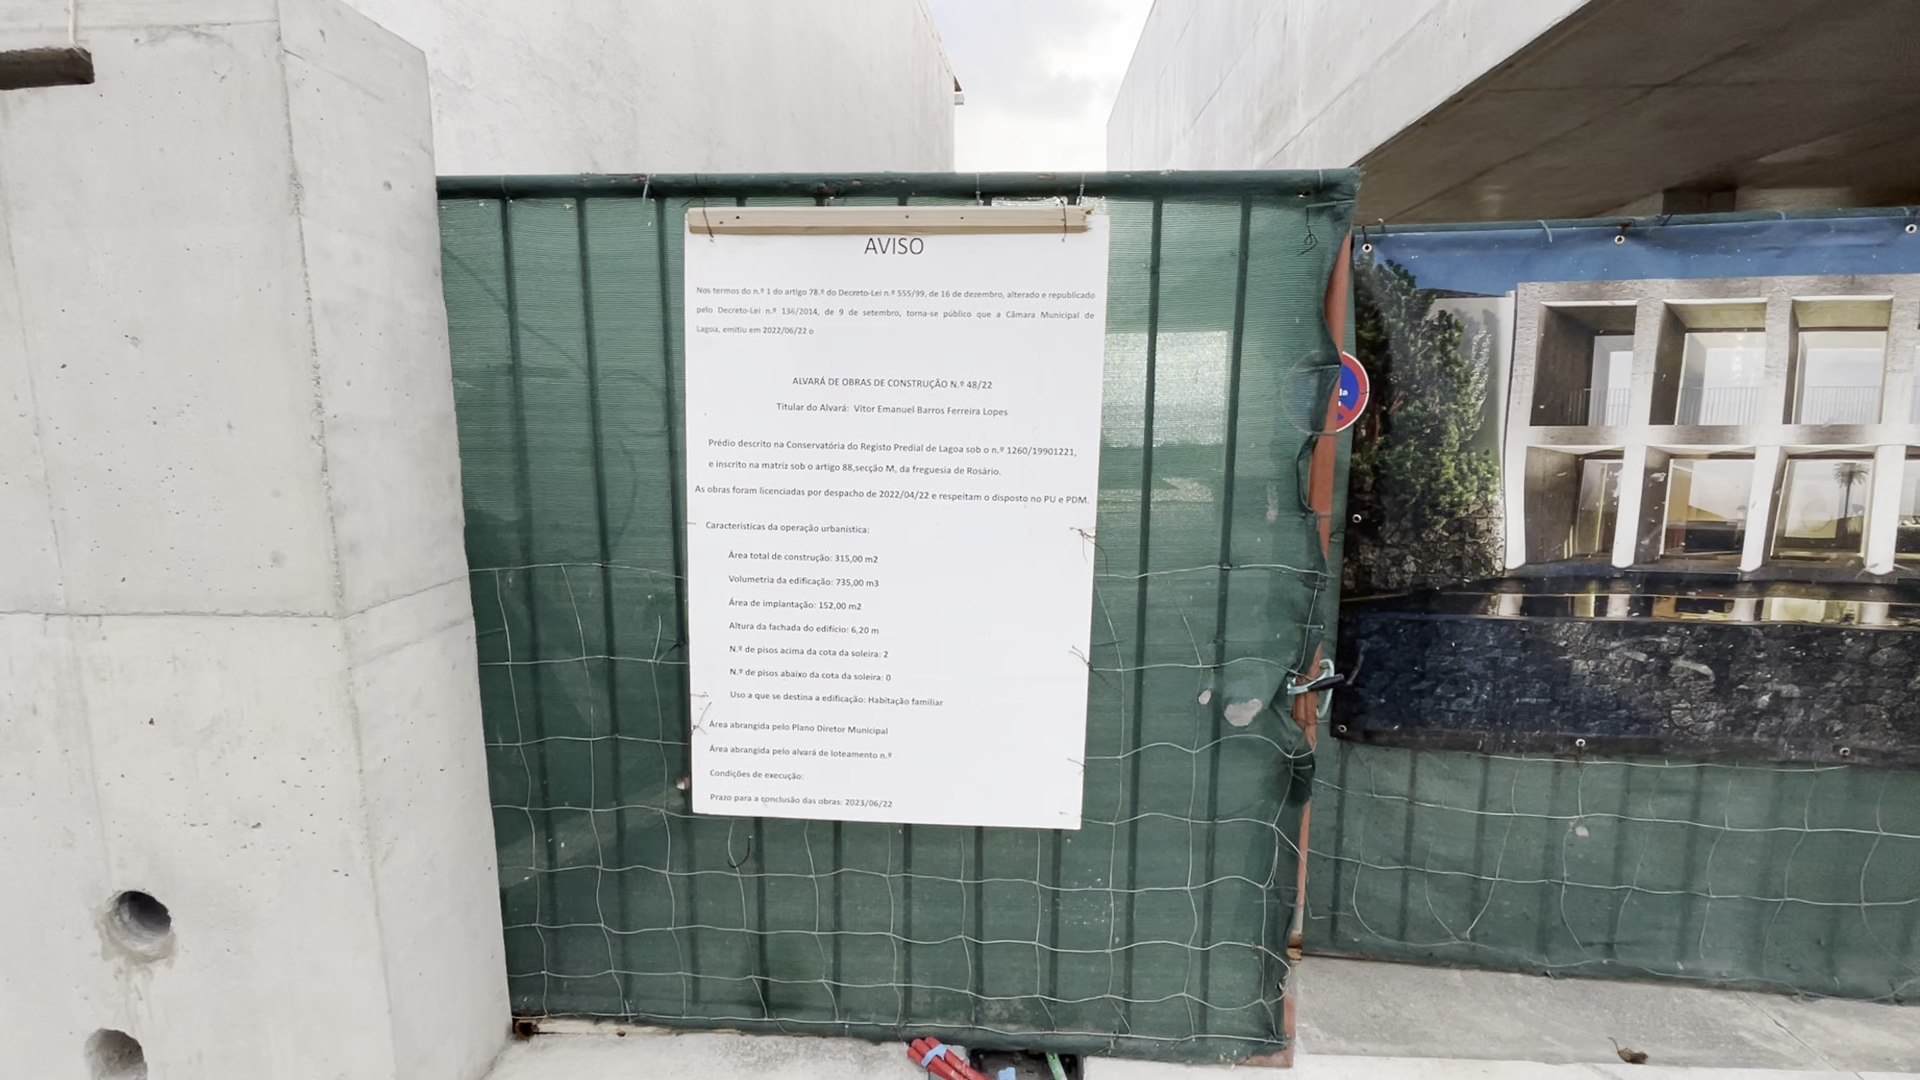 AVISO
Nos termos do n.º 1 do artigo 78.º do Decreto-Lei n.º 555/99, de 16 de dezembro, alterado e republicado
pelo Decreto-Lei n.º 136/2014, de 9 de setembro, torna-se público que a Câmara Municipal de
Lagoa, emitiu em 2022/06/22 o
ALVARÁ DE OBRAS DE CONSTRUÇÃO N.º 48/22
Titular do Alvará: Vitor Emanuel Barros Ferreira Lopes
Prédio descrito na Conservatória do Registo Predial de Lagoa sob o n.º 1260/19901221,
e inscrito na matriz sob o artigo 88,secção M, da freguesia de Rosário.
As obras foram licenciadas por despacho de 2022/04/22 e respeitam o disposto no PU e PDM.
Características da operação urbanística:
Área total de construção: 315,00 m2
Volumetria da edificação: 735,00 m3
Área de implantação: 152,00 m2
Altura da fachada do edifício: 6,20 m
N.º de pisos acima da cota da soleira: 2
N.º de pisos abaixo da cota da soleira: 0
Uso a que se destina a edificação: Habitação familiar
Área abrangida pelo Plano Diretor Municipal
Área abrangida pelo alvará de loteamento n.º
Condições de execução:
Prazo para a conclusão das obras: 2023/06/22